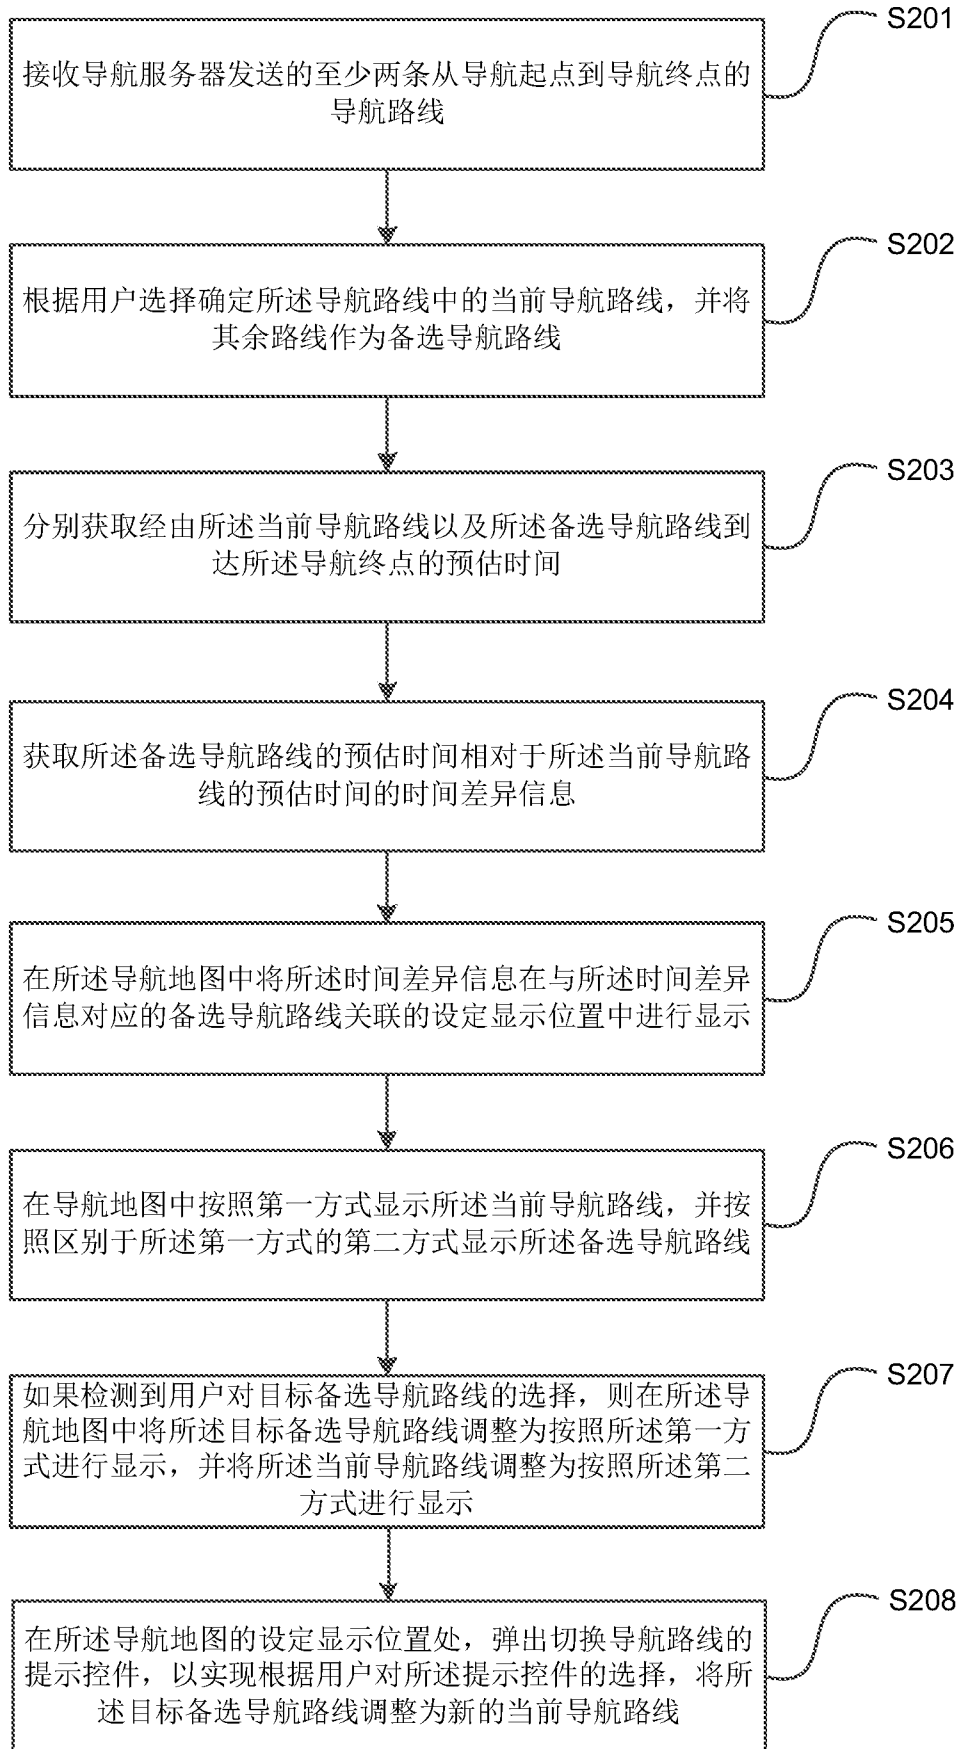 S201
接收导航服务器发送的至少两条从导航起点到导航终点的
导航路线
S202
根据用户选择确定所述导航路线中的当前导航路线，并将
其余路线作为备选导航路线
S203
分别获取经由所述当前导航路线以及所述备选导航路线到
达所述导航终点的预估时间
S204
获取所述备选导航路线的预估时间相对于所述当前导航路
线的预估时间的时间差异信息
S205
在所述导航地图中将所述时间差异信息在与所述时间差异
信息对应的备选导航路线关联的设定显示位置中进行显示
S206
在导航地图中按照第一方式显示所述当前导航路线，并按
照区别于所述第一方式的第二方式显示所述备选导航路线
S207
如果检测到用户对目标备选导航路线的选择，则在所述导
航地图中将所述目标备选导航路线调整为按照所述第一方
式进行显示，并将所述当前导航路线调整为按照所述第二
方式进行显示
S208
在所述导航地图的设定显示位置处，弹出切换导航路线的
提示控件，以实现根据用户对所述提示控件的选择，将所
述目标备选导航路线调整为新的当前导航路线